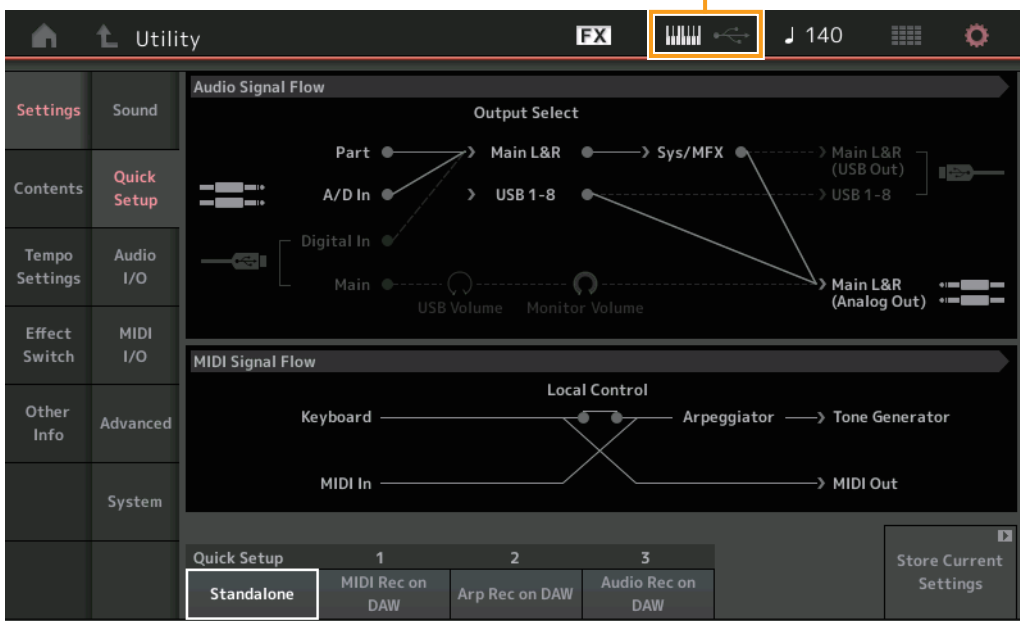 Utility
FX
140
Settings
Contents
Tempo
Settings
Effect
Switch
Other
Info
Sound
Quick
Setup
Audio
I/O
MIDI
I/O
Advanced
System
Audio Signal Flow
Output Select
Part
Main L&R
Sys/MFX
Main L&R
(USB Out)
A/D In
USB 1-8
USB 1-8
Digital In
Main
USB Volume
Monitor Volume
Main L&R
(Analog Out)
MIDI Signal Flow
Local Control
Keyboard
Arpeggiator
Tone Generator
MIDI In
MIDI Out
Quick Setup
1
2
3
Standalone
MIDI Rec on
DAW
Arp Rec on DAW
Audio Rec on
DAW
Store Current
Settings